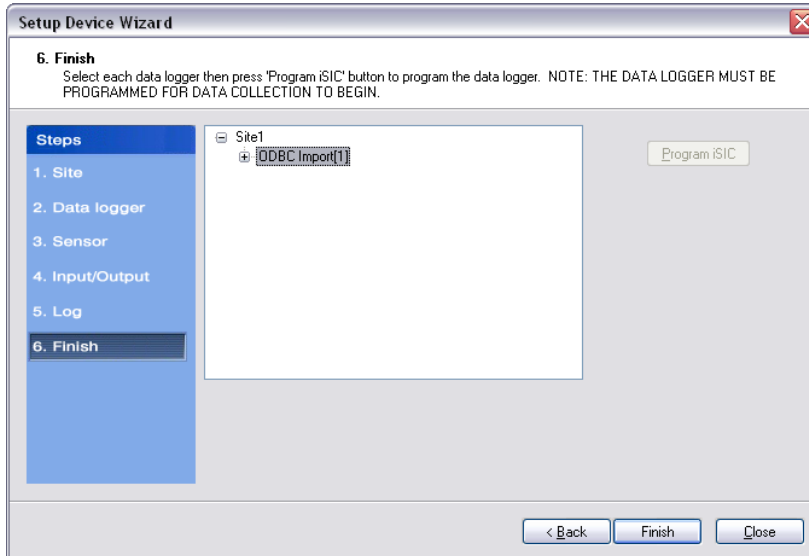 Setup Device Wizard
6. Finish
Select each data logger then press 'Program iSIC' button to program the data logger. NOTE: THE DATA LOGGER MUST BE
PROGRAMMED FOR DATA COLLECTION TO BEGIN.
Steps
1. Site
2. Data logger
3. Sensor
4. Input/Output
5. Log
6. Finish
Site1
ODBC Import[1]
Program iSIC
< Back
Finish
Close